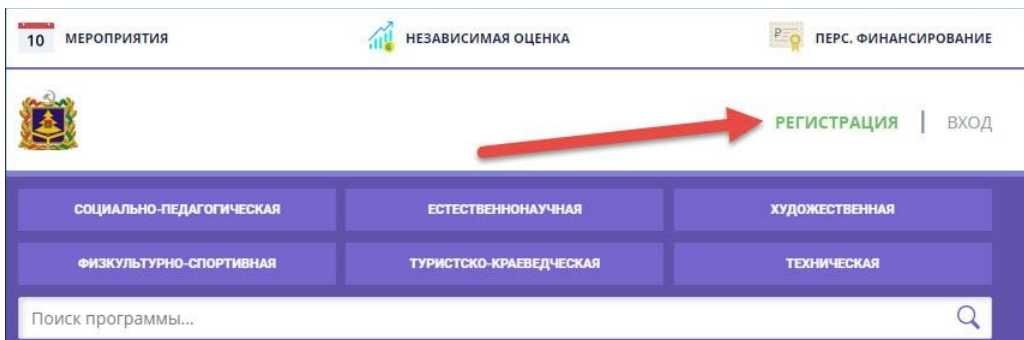 10 МЕРОПРИЯТИЯ НЕЗАВИСИМАЯ ОЦЕНКА ПЕРС. ФИНАНСИРОВАНИЕ
РЕГИСТРАЦИЯ | ВХОД
СОЦИАЛЬНО-ПЕДАГОГИЧЕСКАЯ ЕСТЕСТВЕННОНАУЧНАЯ ХУДОЖЕСТВЕННАЯ
ФИЗКУЛЬТУРНО-СПОРТИВНАЯ ТУРИСТСКО-КРАЕВЕДЧЕСКАЯ ТЕХНИЧЕСКАЯ
Поиск программы...